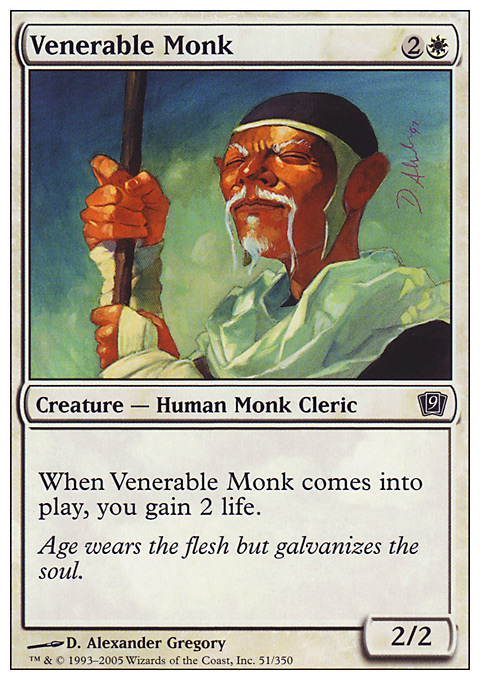 Venerable Monk 2
D. Al
Creature — Human Monk Cleric 9
When Venerable Monk comes into
play, you gain 2 life.
Age wears the flesh but galvanizes the
soul.
D. Alexander Gregory
2/2
™ & © 1993–2005 Wizards of the Coast, Inc. 51/350